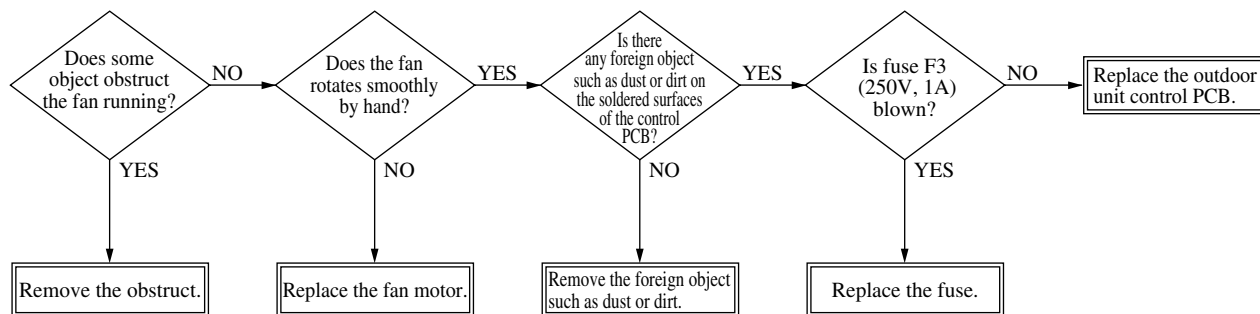 Does some
object obstruct
the fan running?
NO
YES
Remove the obstruct.
Does the fan
rotates smoothly
by hand?
YES
NO
Replace the fan motor.
Is there
any foreign object
such as dust or dirt on
the soldered surfaces
of the control
PCB?
YES
NO
Remove the foreign object
such as dust or dirt.
Is fuse F3
(250V, 1A)
blown?
NO
YES
Replace the fuse.
Replace the outdoor
unit control PCB.